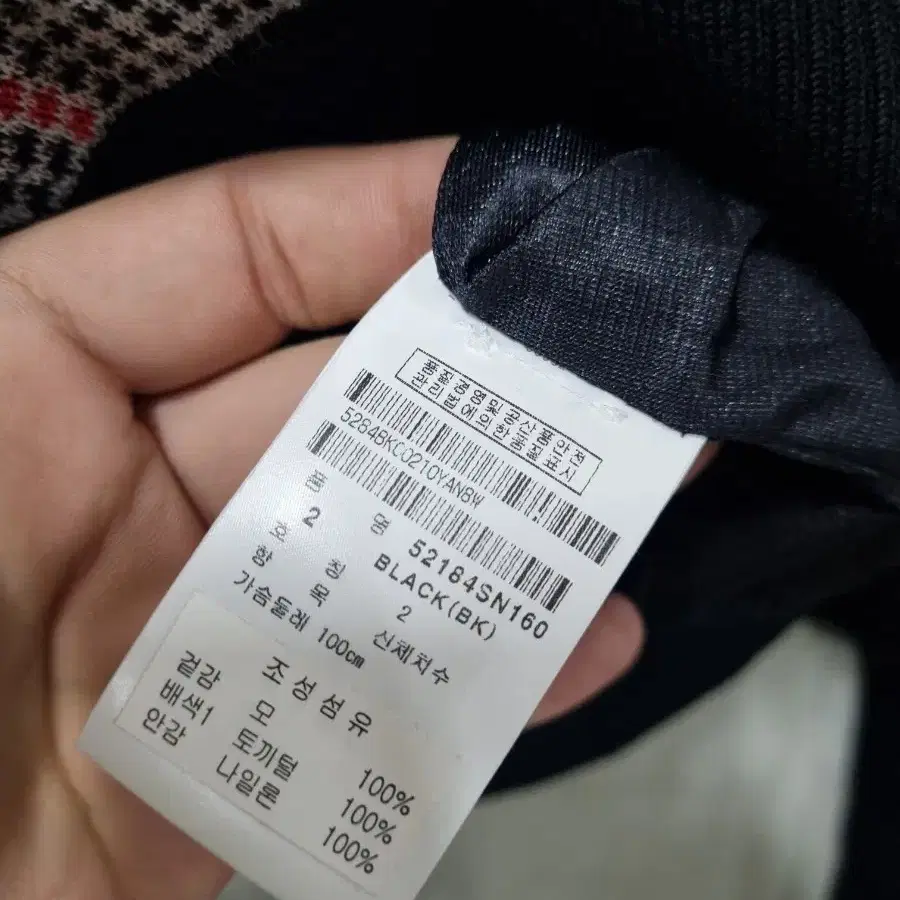 품질경영및공산품안전
관리법에의한품질표시
5284BKC0210YANBW
품 명 52184SN160
2 BLACK(BK)
호 칭 2
항 목 신체치수
가슴둘레 100cm
조성섬유
겉감 모 100%
배색1 토끼털 100%
안감 나일론 100%